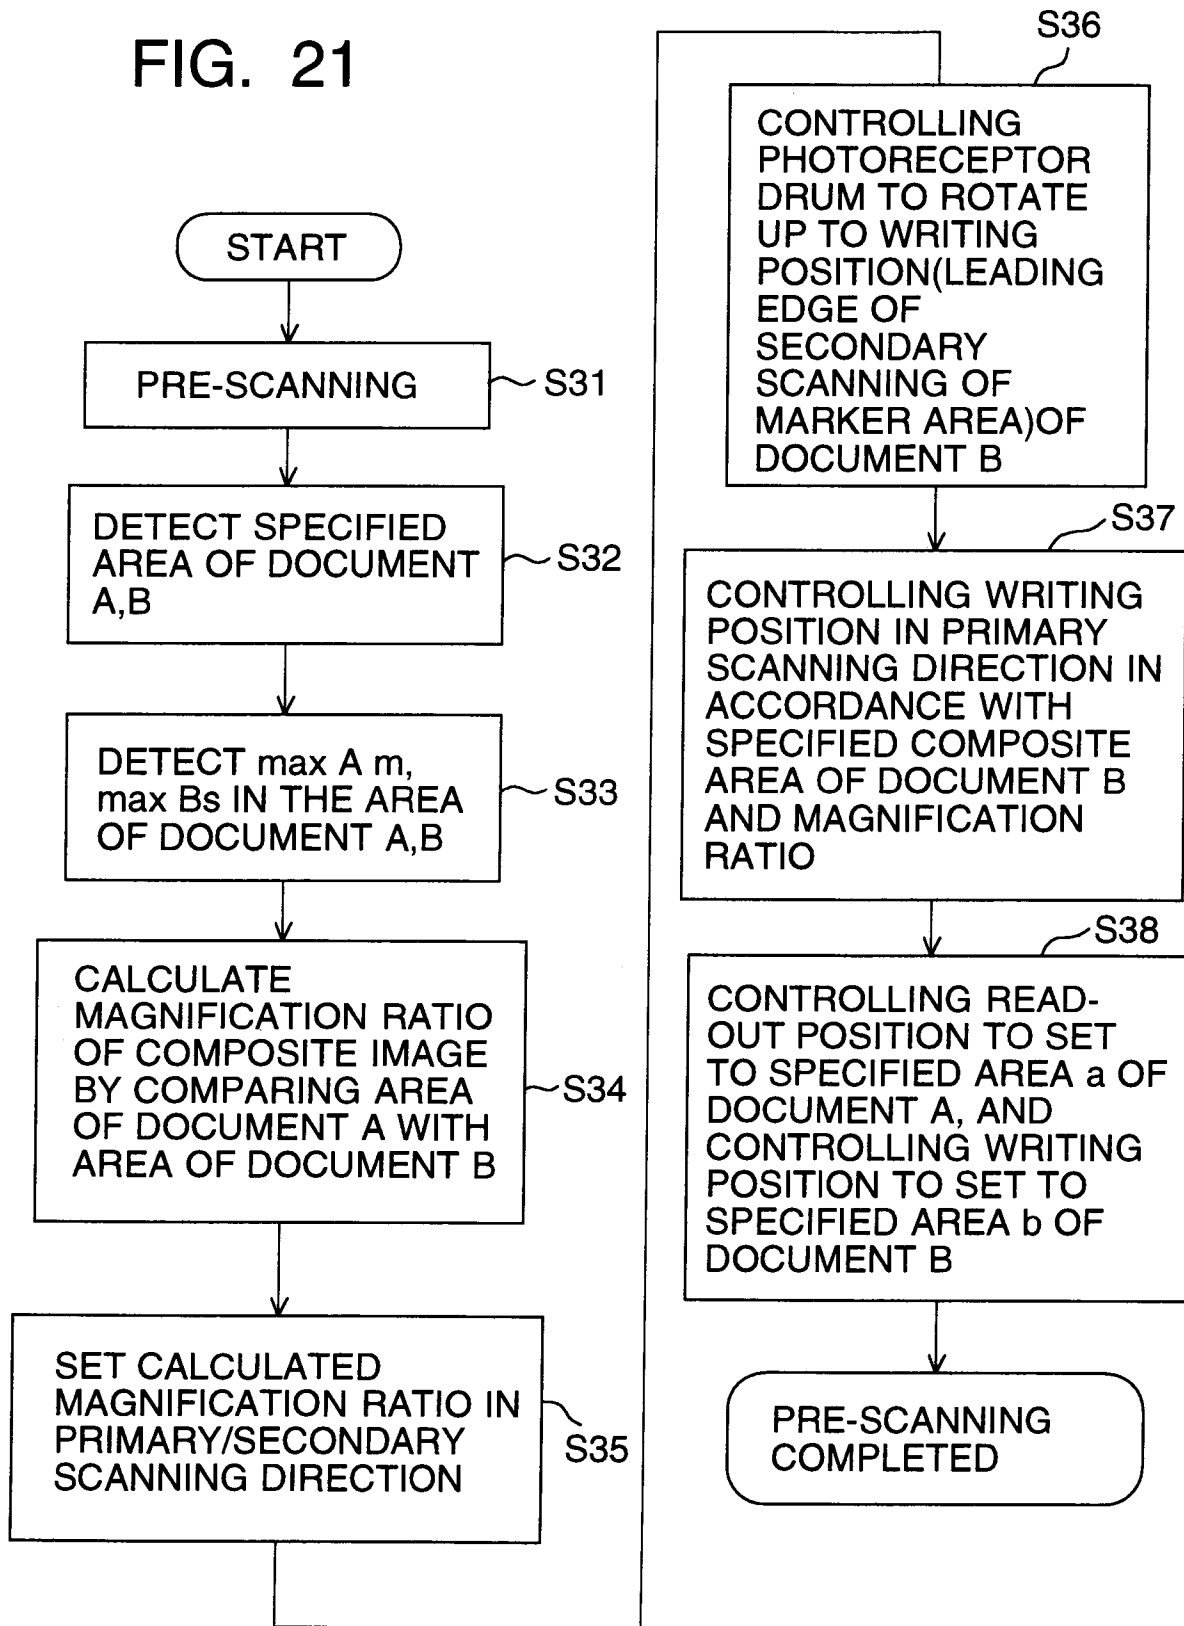 FIG. 21
START
PRE-SCANNING
S31
DETECT SPECIFIED
AREA OF DOCUMENT
A,B
S32
DETECT max A m,
max Bs IN THE AREA
OF DOCUMENT A,B
S33
CALCULATE
MAGNIFICATION RATIO
OF COMPOSITE IMAGE
BY COMPARING AREA
OF DOCUMENT A WITH
AREA OF DOCUMENT B
S34
SET CALCULATED
MAGNIFICATION RATIO IN
PRIMARY/SECONDARY
SCANNING DIRECTION
S35
S36
CONTROLLING
PHOTORECEPTOR
DRUM TO ROTATE
UP TO WRITING
POSITION(LEADING
EDGE OF
SECONDARY
SCANNING OF
MARKER AREA)OF
DOCUMENT B
S37
CONTROLLING WRITING
POSITION IN PRIMARY
SCANNING DIRECTION IN
ACCORDANCE WITH
SPECIFIED COMPOSITE
AREA OF DOCUMENT B
AND MAGNIFICATION
RATIO
S38
CONTROLLING READ-
OUT POSITION TO SET
TO SPECIFIED AREA a OF
DOCUMENT A, AND
CONTROLLING WRITING
POSITION TO SET TO
SPECIFIED AREA b OF
DOCUMENT B
PRE-SCANNING
COMPLETED